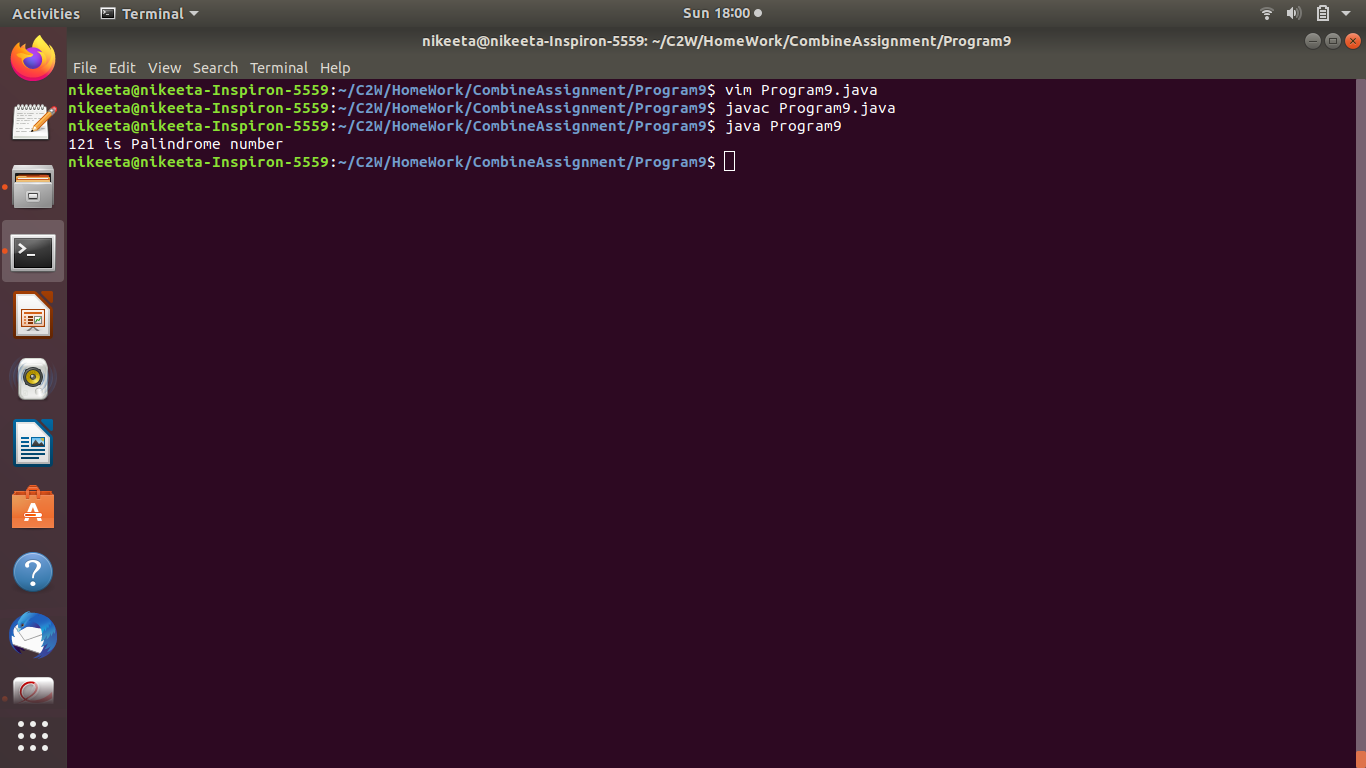 Activities Terminal Sun 18:00
nikeeta@nikeeta-Inspiron-5559: ~/C2W/HomeWork/CombineAssignment/Program9
File Edit View Search Terminal Help
nikeeta@nikeeta-Inspiron-5559:~/C2W/HomeWork/CombineAssignment/Program9$ vim Program9.java
nikeeta@nikeeta-Inspiron-5559:~/C2W/HomeWork/CombineAssignment/Program9$ javac Program9.java
nikeeta@nikeeta-Inspiron-5559:~/C2W/HomeWork/CombineAssignment/Program9$ java Program9
121 is Palindrome number
nikeeta@nikeeta-Inspiron-5559:~/C2W/HomeWork/CombineAssignment/Program9$